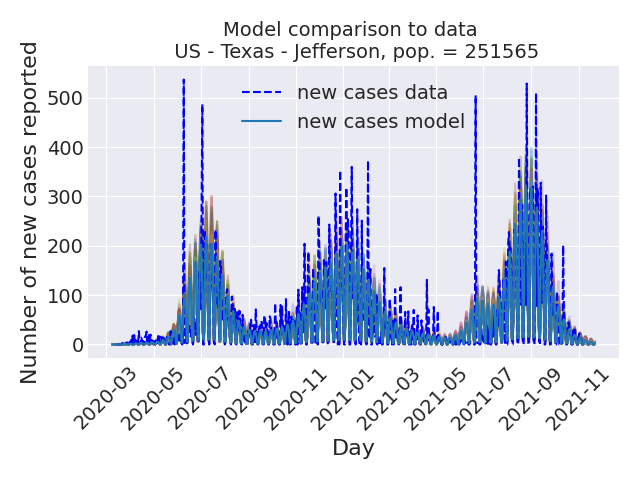 Model comparison to data
US - Texas - Jefferson, pop. = 251565
new cases data
new cases model
Number of new cases reported
500
400
300
200
100
0
2020-03
2020-05
2020-07
2020-09
2020-11
2021-01
2021-03
2021-05
2021-07
2021-09
2021-11
Day